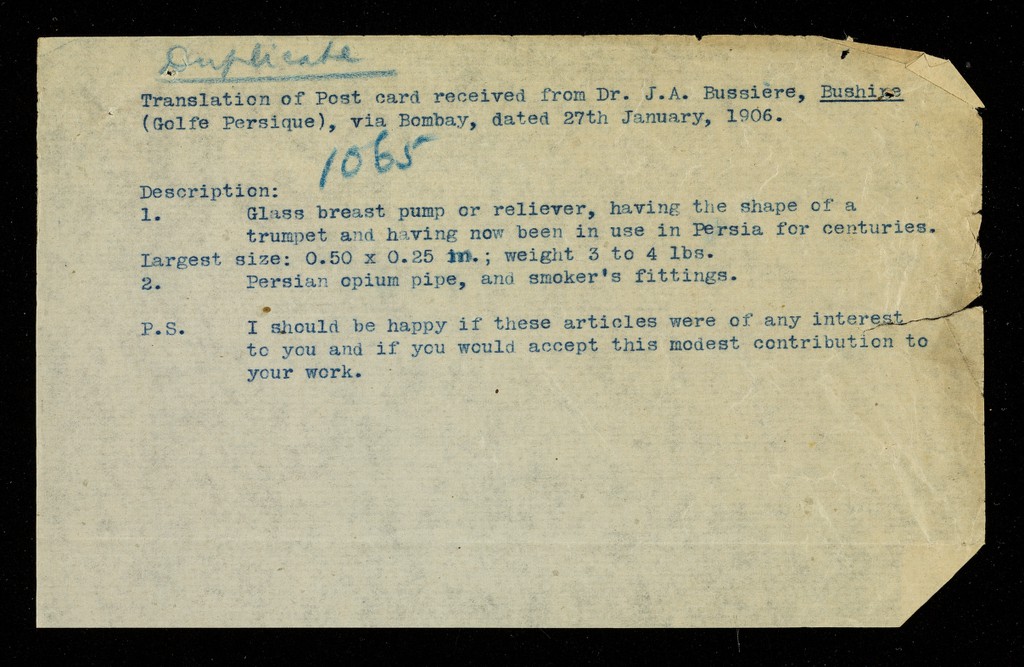 Duplicate
Translation of Post card received from Dr. J.A. Bussière, Bushire
(Golfe Persique), via Bombay, dated 27th January, 1906.
1065
Description:
1. Glass breast pump or reliever, having the shape of a
trumpet and having now been in use in Persia for centuries.
Largest size: 0.50 x 0.25 in.; weight 3 to 4 lbs.
2. Persian opium pipe, and smoker's fittings.
P.S. I should be happy if these articles were of any interest
to you and if you would accept this modest contribution to
your work.